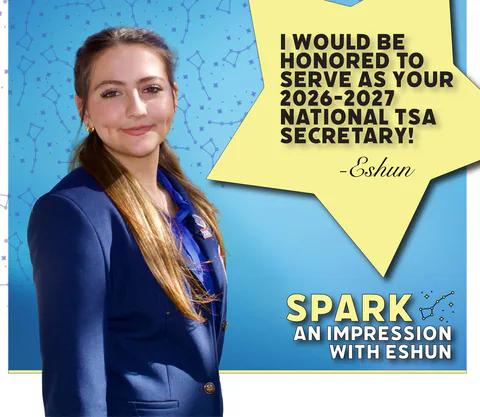 I WOULD BE
HONORED TO
SERVE AS YOUR
2026-2027
NATIONAL TSA
SECRETARY!
-Eshun
SPARK
AN IMPRESSION
WITH ESHUN